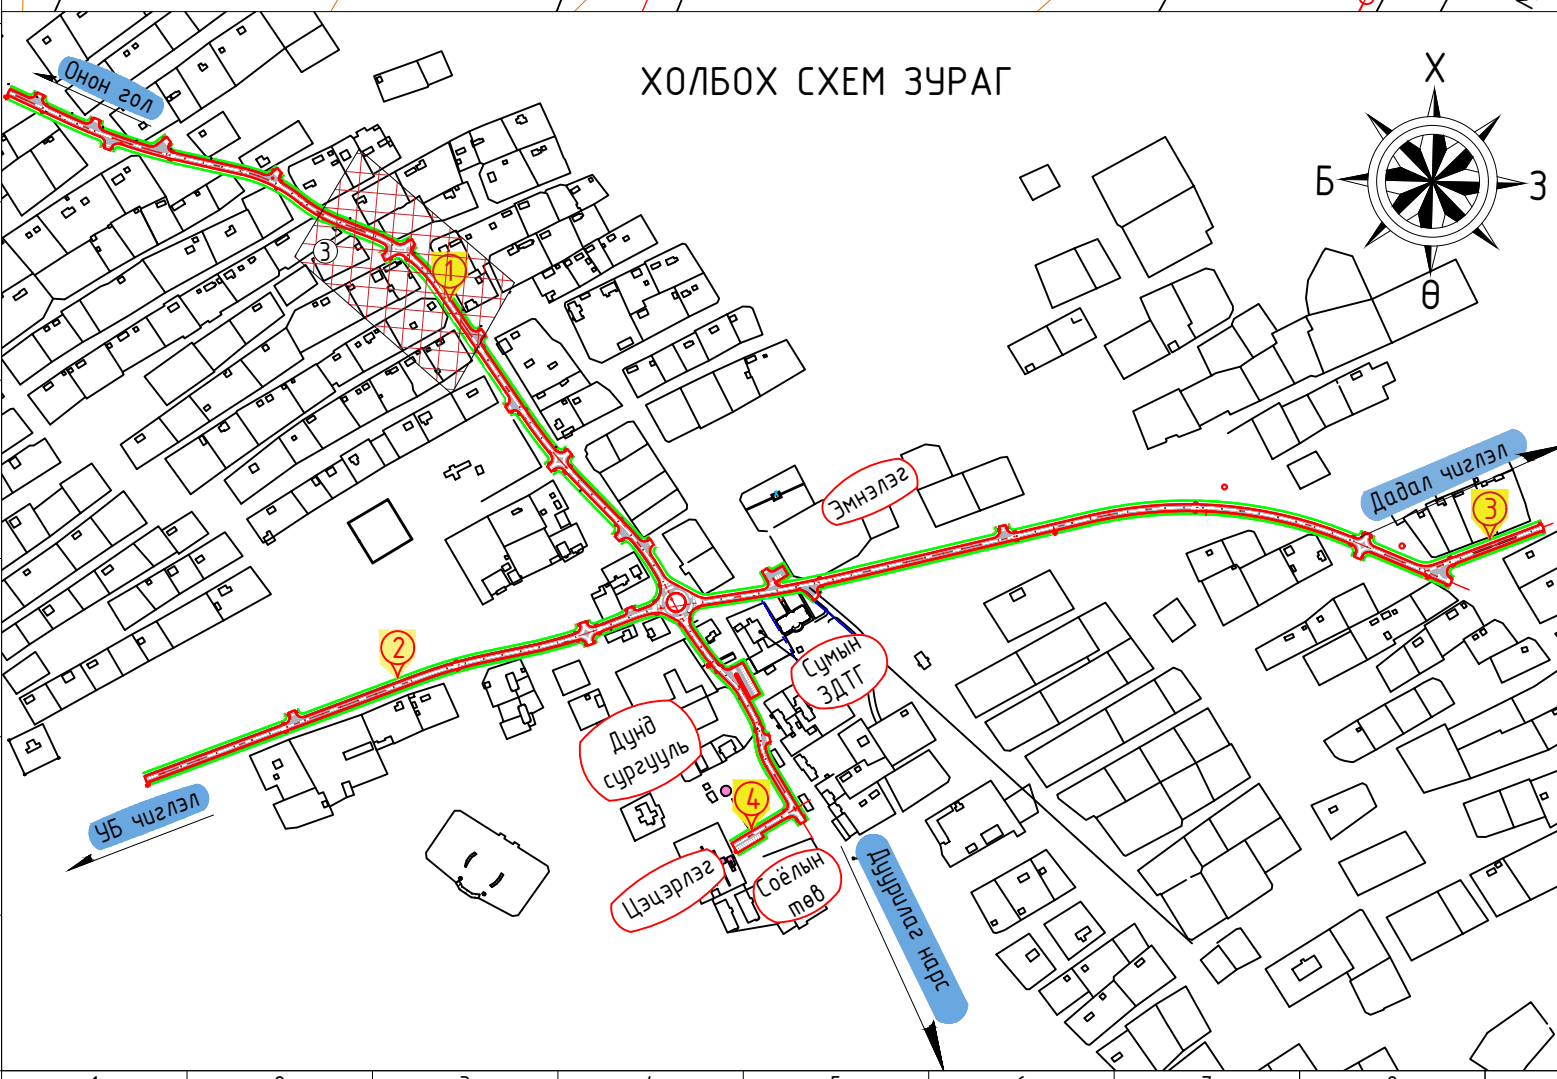 ХОЛБОХ СХЕМ ЗУРАГ
Х
Б
З
Ө
Онон гол
3
1
Эмнэлэг
Дадал чиглэл
3
2
Сумын
ЗДТГ
Дунд
сургууль
УБ чиглэл
4
Цэцэрлэг
Соёлын
төв
Дуурилаг нарс